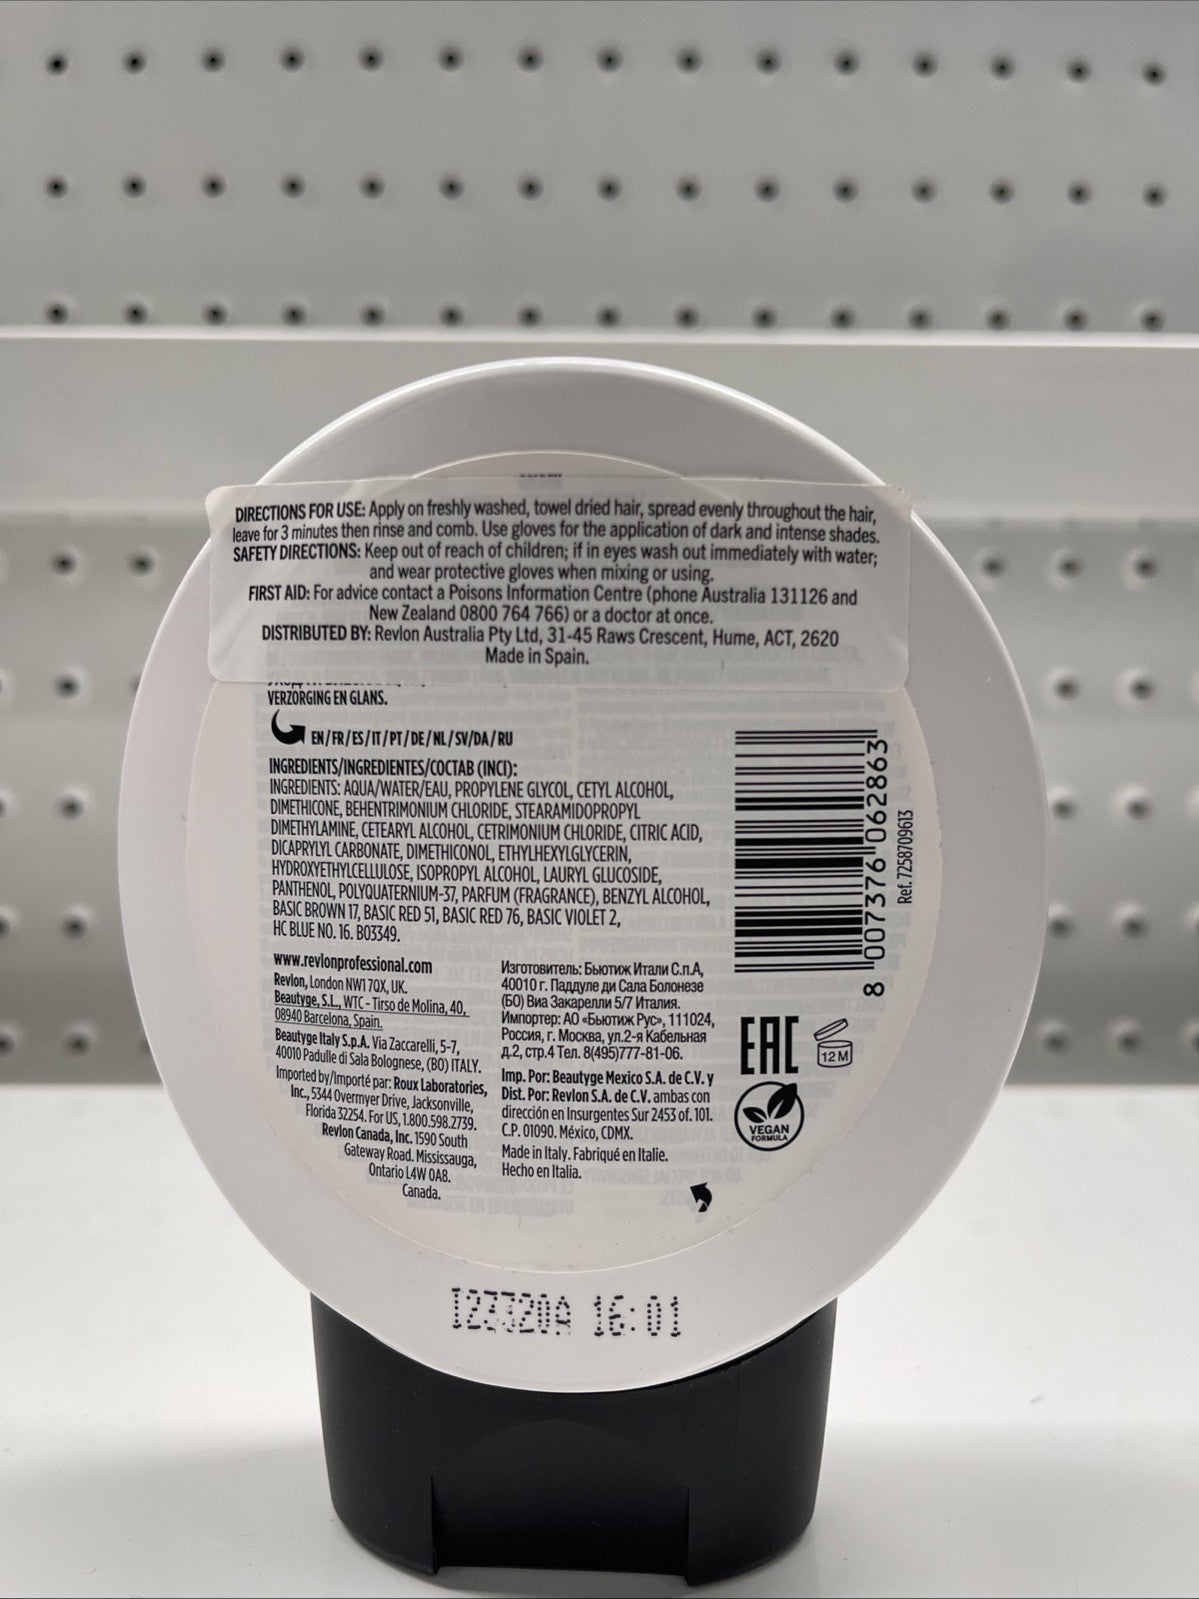 DIRECTIONS FOR USE: Apply on freshly washed, towel dried hair, spread evenly throughout the hair,
leave for 3 minutes then rinse and comb. Use gloves for the application of dark and intense shades.
SAFETY DIRECTIONS: Keep out of reach of children; if in eyes wash out immediately with water;
and wear protective gloves when mixing or using.
FIRST AID: For advice contact a Poisons Information Centre (phone Australia 131126 and
New Zealand 0800 764 766) or a doctor at once.
DISTRIBUTED BY: Revlon Australia Pty Ltd, 31-45 Raws Crescent, Hume, ACT, 2620
Made in Spain.
VERZORGING EN GLANS.
EN/FR/ES/IT/PT/DE/NL/SV/DA/RU
INGREDIENTS/INGREDIENTES/СОСТАВ (INCI):
INGREDIENTS: AQUA/WATER/EAU, PROPYLENE GLYCOL, CETYL ALCOHOL,
DIMETHICONE, BEHENTRIMONIUM CHLORIDE, STEARAMIDOPROPYL
DIMETHYLAMINE, CETEARYL ALCOHOL, CETRIMONIUM CHLORIDE, CITRIC ACID,
DICAPRYLYL CARBONATE, DIMETHICONOL, ETHYLHEXYLGLYCERIN,
HYDROXYETHYLCELLULOSE, ISOPROPYL ALCOHOL, LAURYL GLUCOSIDE,
PANTHENOL, POLYQUATERNIUM-37, PARFUM (FRAGRANCE), BENZYL ALCOHOL,
BASIC BROWN 17, BASIC RED 51, BASIC RED 76, BASIC VIOLET 2,
HC BLUE NO. 16. B03349.
www.revlonprofessional.com
Revlon, London NW1 7QX, UK.
Beautyge, S.L., WTC - Tirso de Molina, 40,
08940 Barcelona, Spain.
Beautyge Italy S.p.A. Via Zaccarelli, 5-7,
40010 Padulle di Sala Bolognese, (BO) ITALY.
Imported by/Importé par: Roux Laboratories,
Inc., 5344 Overmyer Drive, Jacksonville,
Florida 32254. For US, 1.800.598.2739.
Revlon Canada, Inc. 1590 South
Gateway Road. Mississauga,
Ontario L4W 0A8.
Canada.
Изготовитель: Бьютиж Итали С.п.А,
40010 г. Паддуле ди Сала Болонезе
(БО) Виа Закарелли 5/7 Италия.
Импортер: АО «Бьютиж Рус», 111024,
Россия, г. Москва, ул.2-я Кабельная
д.2, стр.4 Тел. 8(495)777-81-06.
Imp. Por: Beautyge Mexico S.A. de C.V. y
Dist. Por: Revlon S.A. de C.V. ambas con
dirección en Insurgentes Sur 2453 of. 101.
C.P. 01090. México, CDMX.
Made in Italy. Fabriqué en Italie.
Hecho en Italia.
8 007376 062863
Ref. 7258709613
EAC
12 M
VEGAN
FORMULA
16:01